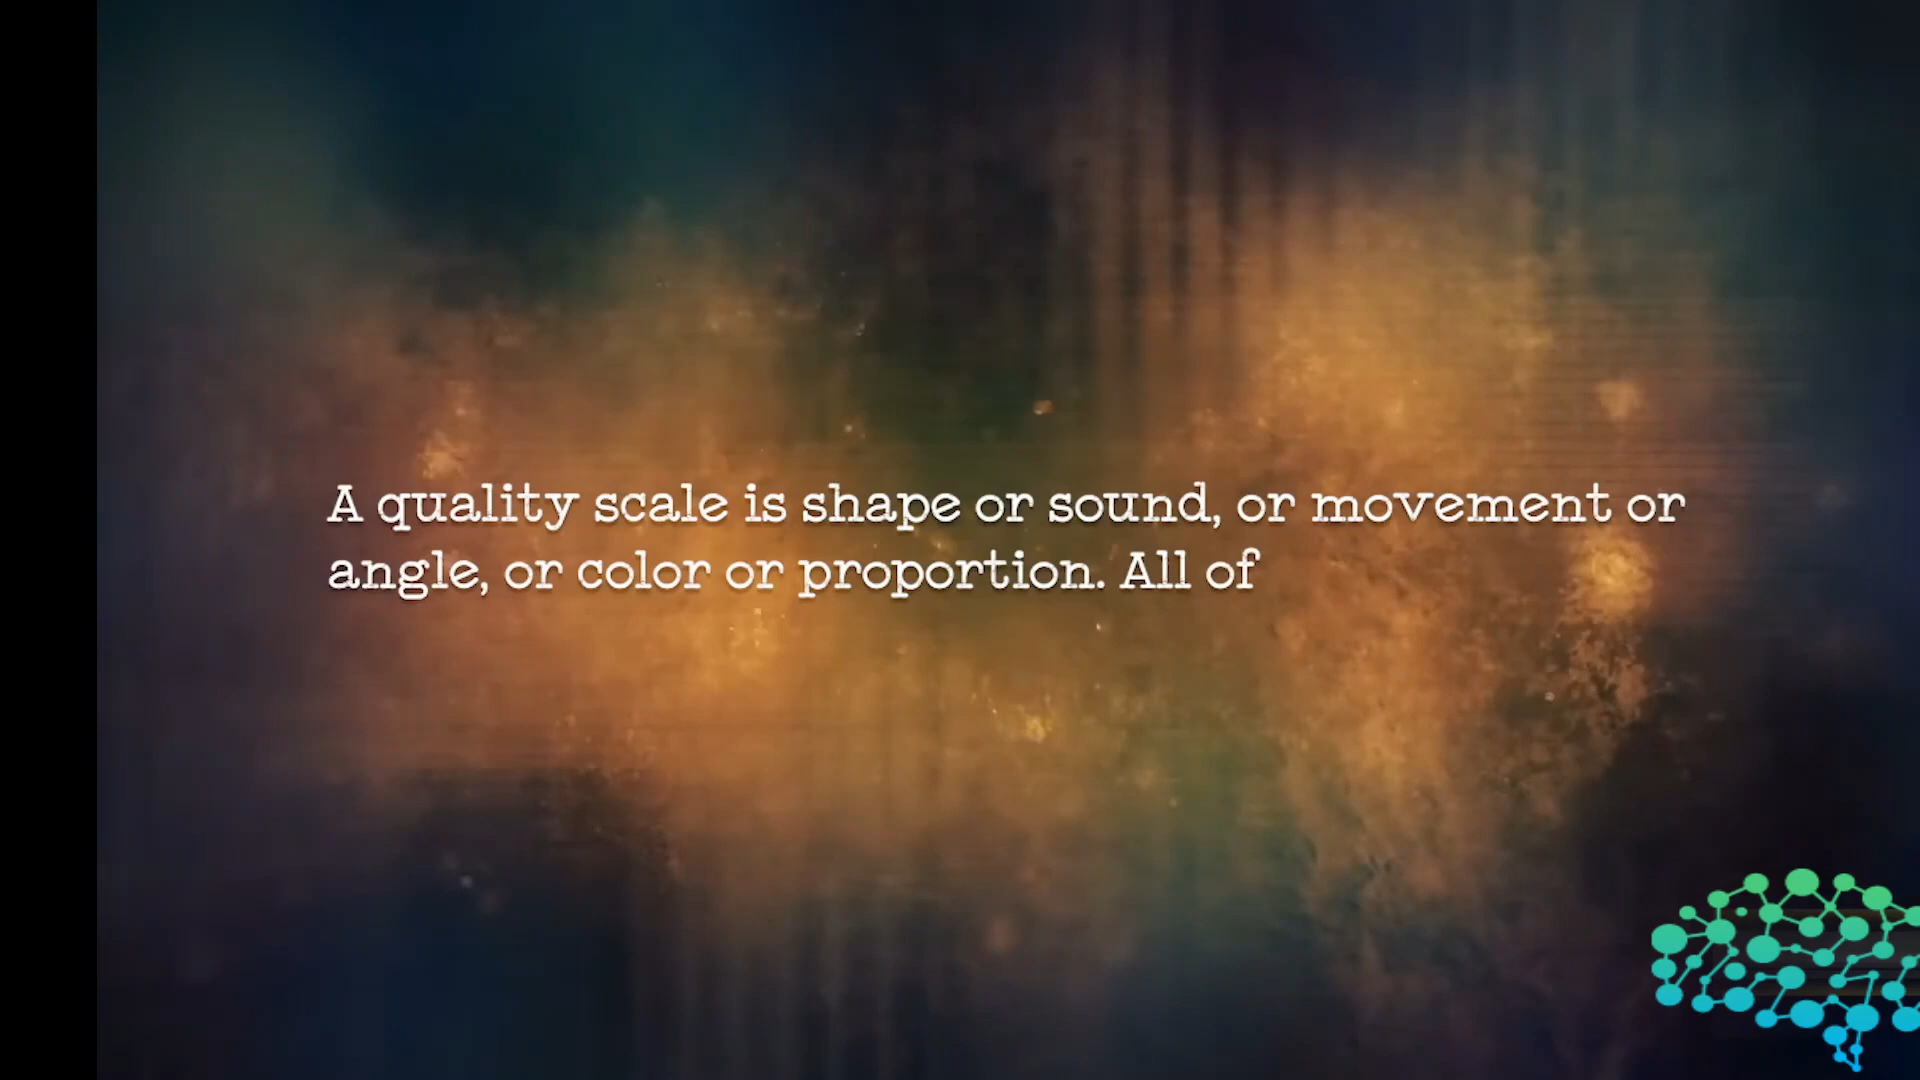 A quality scale is shape or sound, or movement or
angle, or color or proportion. All of